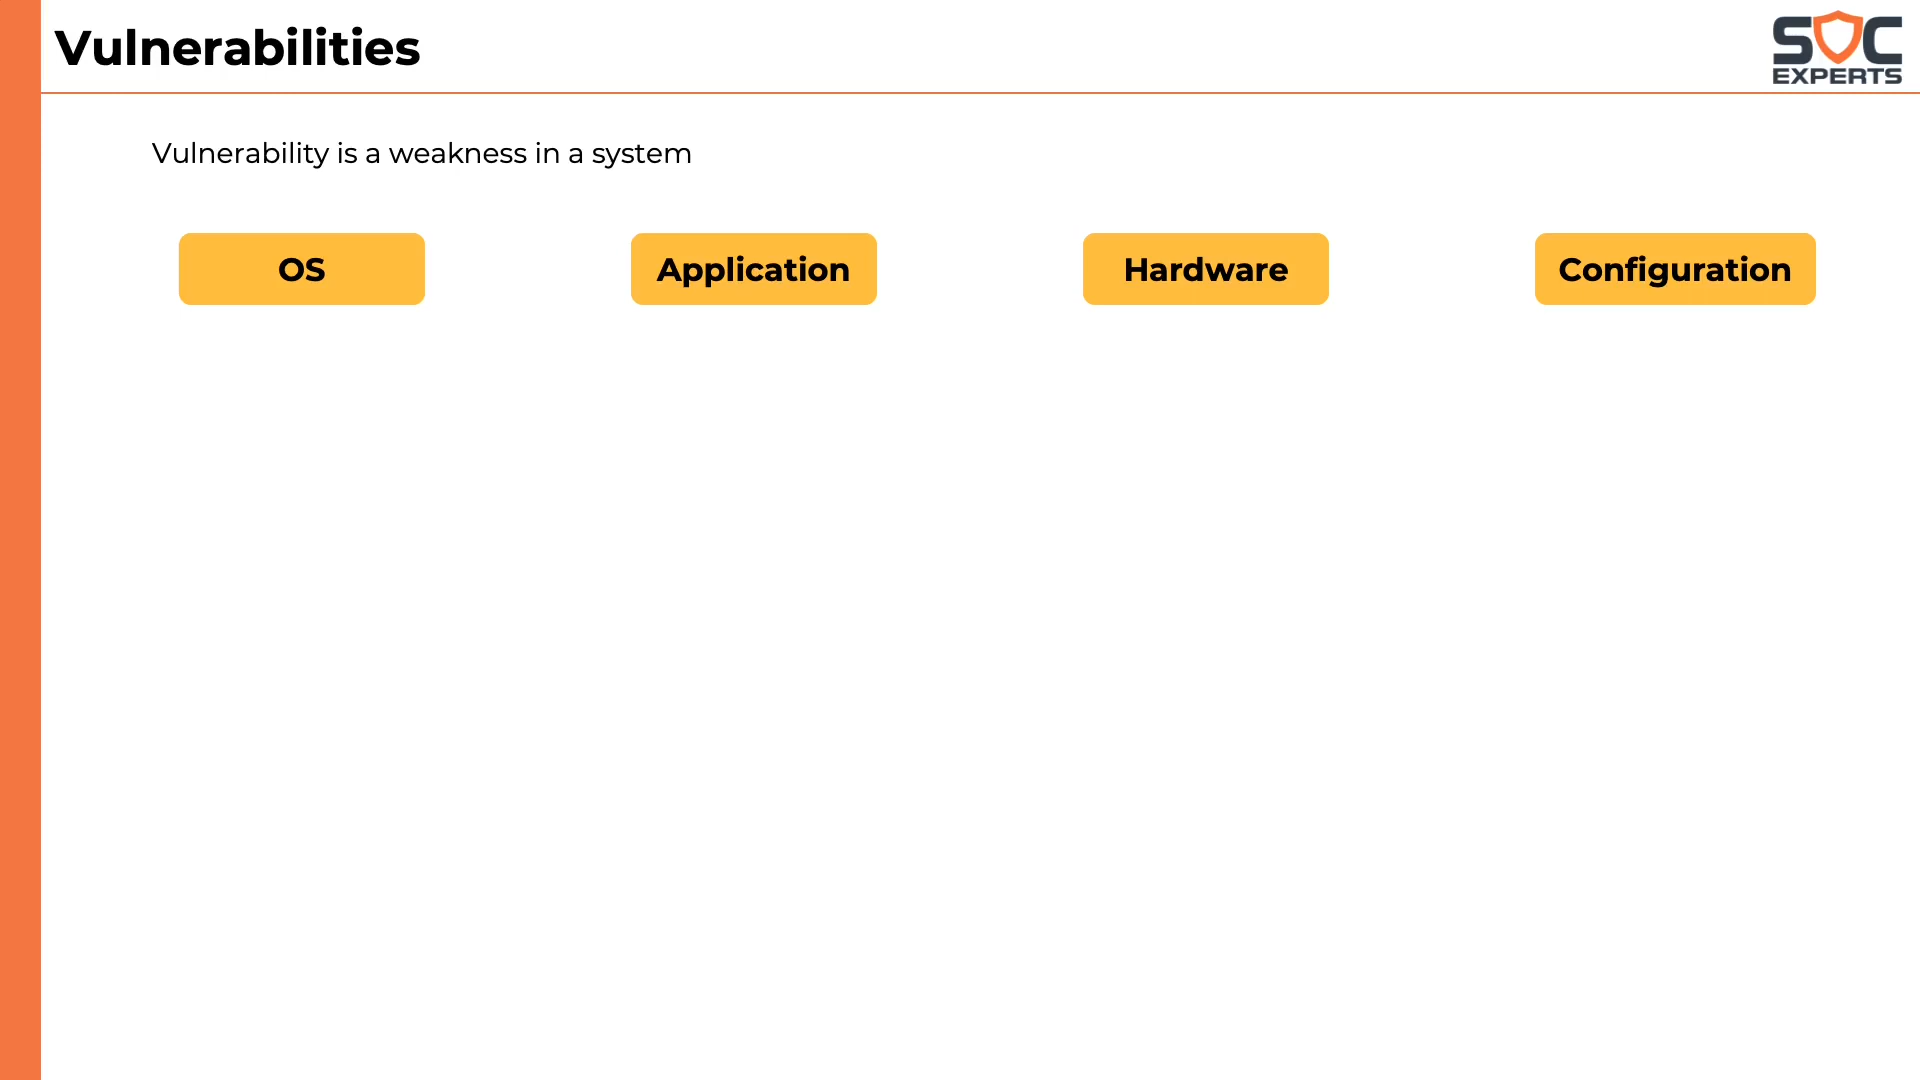 Vulnerabilities
SOC
EXPERTS
Vulnerability is a weakness in a system
OS
Application
Hardware
Configuration